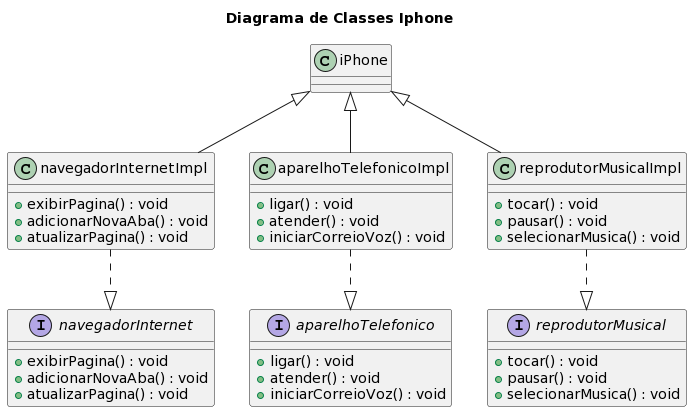 Diagrama de Classes Iphone
C iPhone
C navegadorInternetImpl
exibirPagina() : void
adicionarNovaAba() : void
atualizarPagina() : void
C aparelhoTelefonicoImpl
ligar() : void
atender() : void
iniciarCorreioVoz() : void
C reprodutorMusicalImpl
tocar() : void
pausar() : void
selecionarMusica() : void
I navegadorInternet
exibirPagina() : void
adicionarNovaAba() : void
atualizarPagina() : void
I aparelhoTelefonico
ligar() : void
atender() : void
iniciarCorreioVoz() : void
I reprodutorMusical
tocar() : void
pausar() : void
selecionarMusica() : void